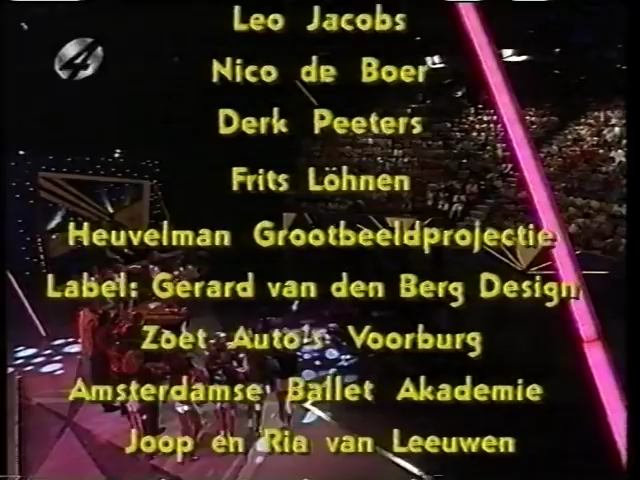 Leo Jacobs
4
Nico de Boer
Derk Peeters
Frits Löhnen
Heuvelman Grootbeeldprojectie
Label: Gerard van den Berg Design
Zoet Auto's Voorburg
Amsterdamse Ballet Akademie
Joop en Ria van Leeuwen